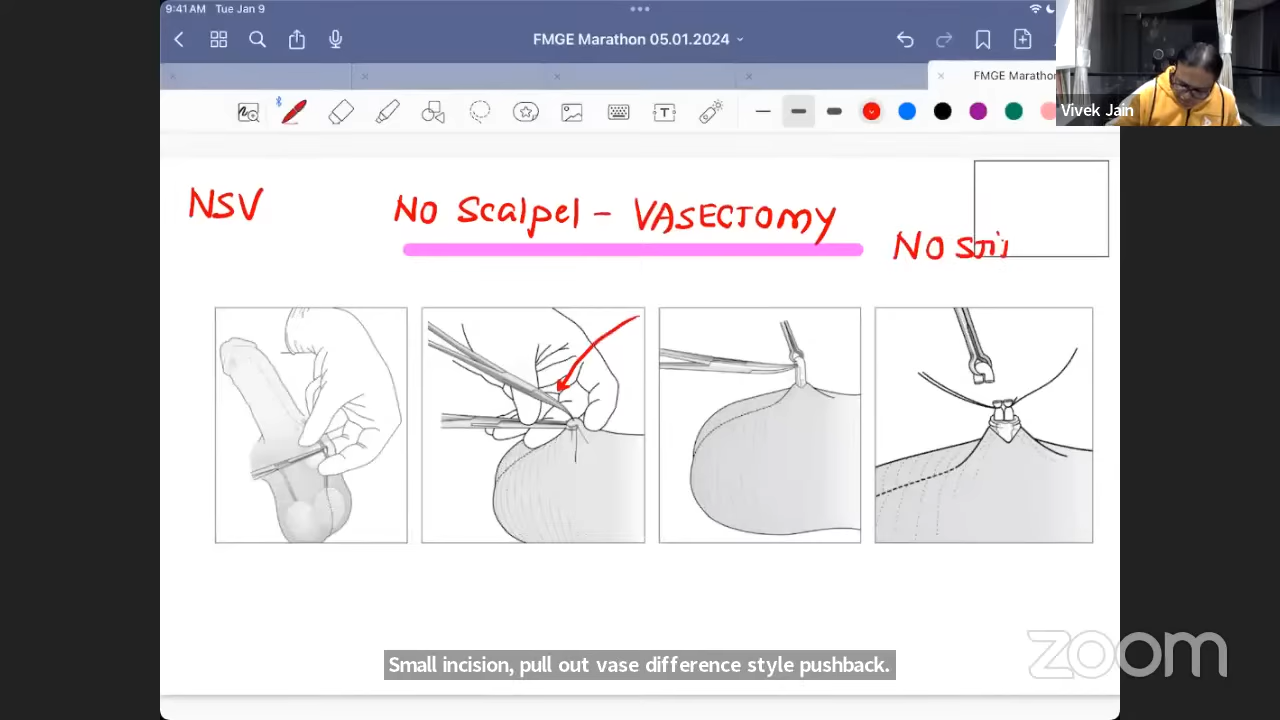 9:41 AM Tue Jan 9
FMGE Marathon 05.01.2024
FMGE Marathon
Vivek Jain
NSV
NO Scalpel - VASECTOMY
NO
T
Small incision, pull out vase difference style pushback.
zoom